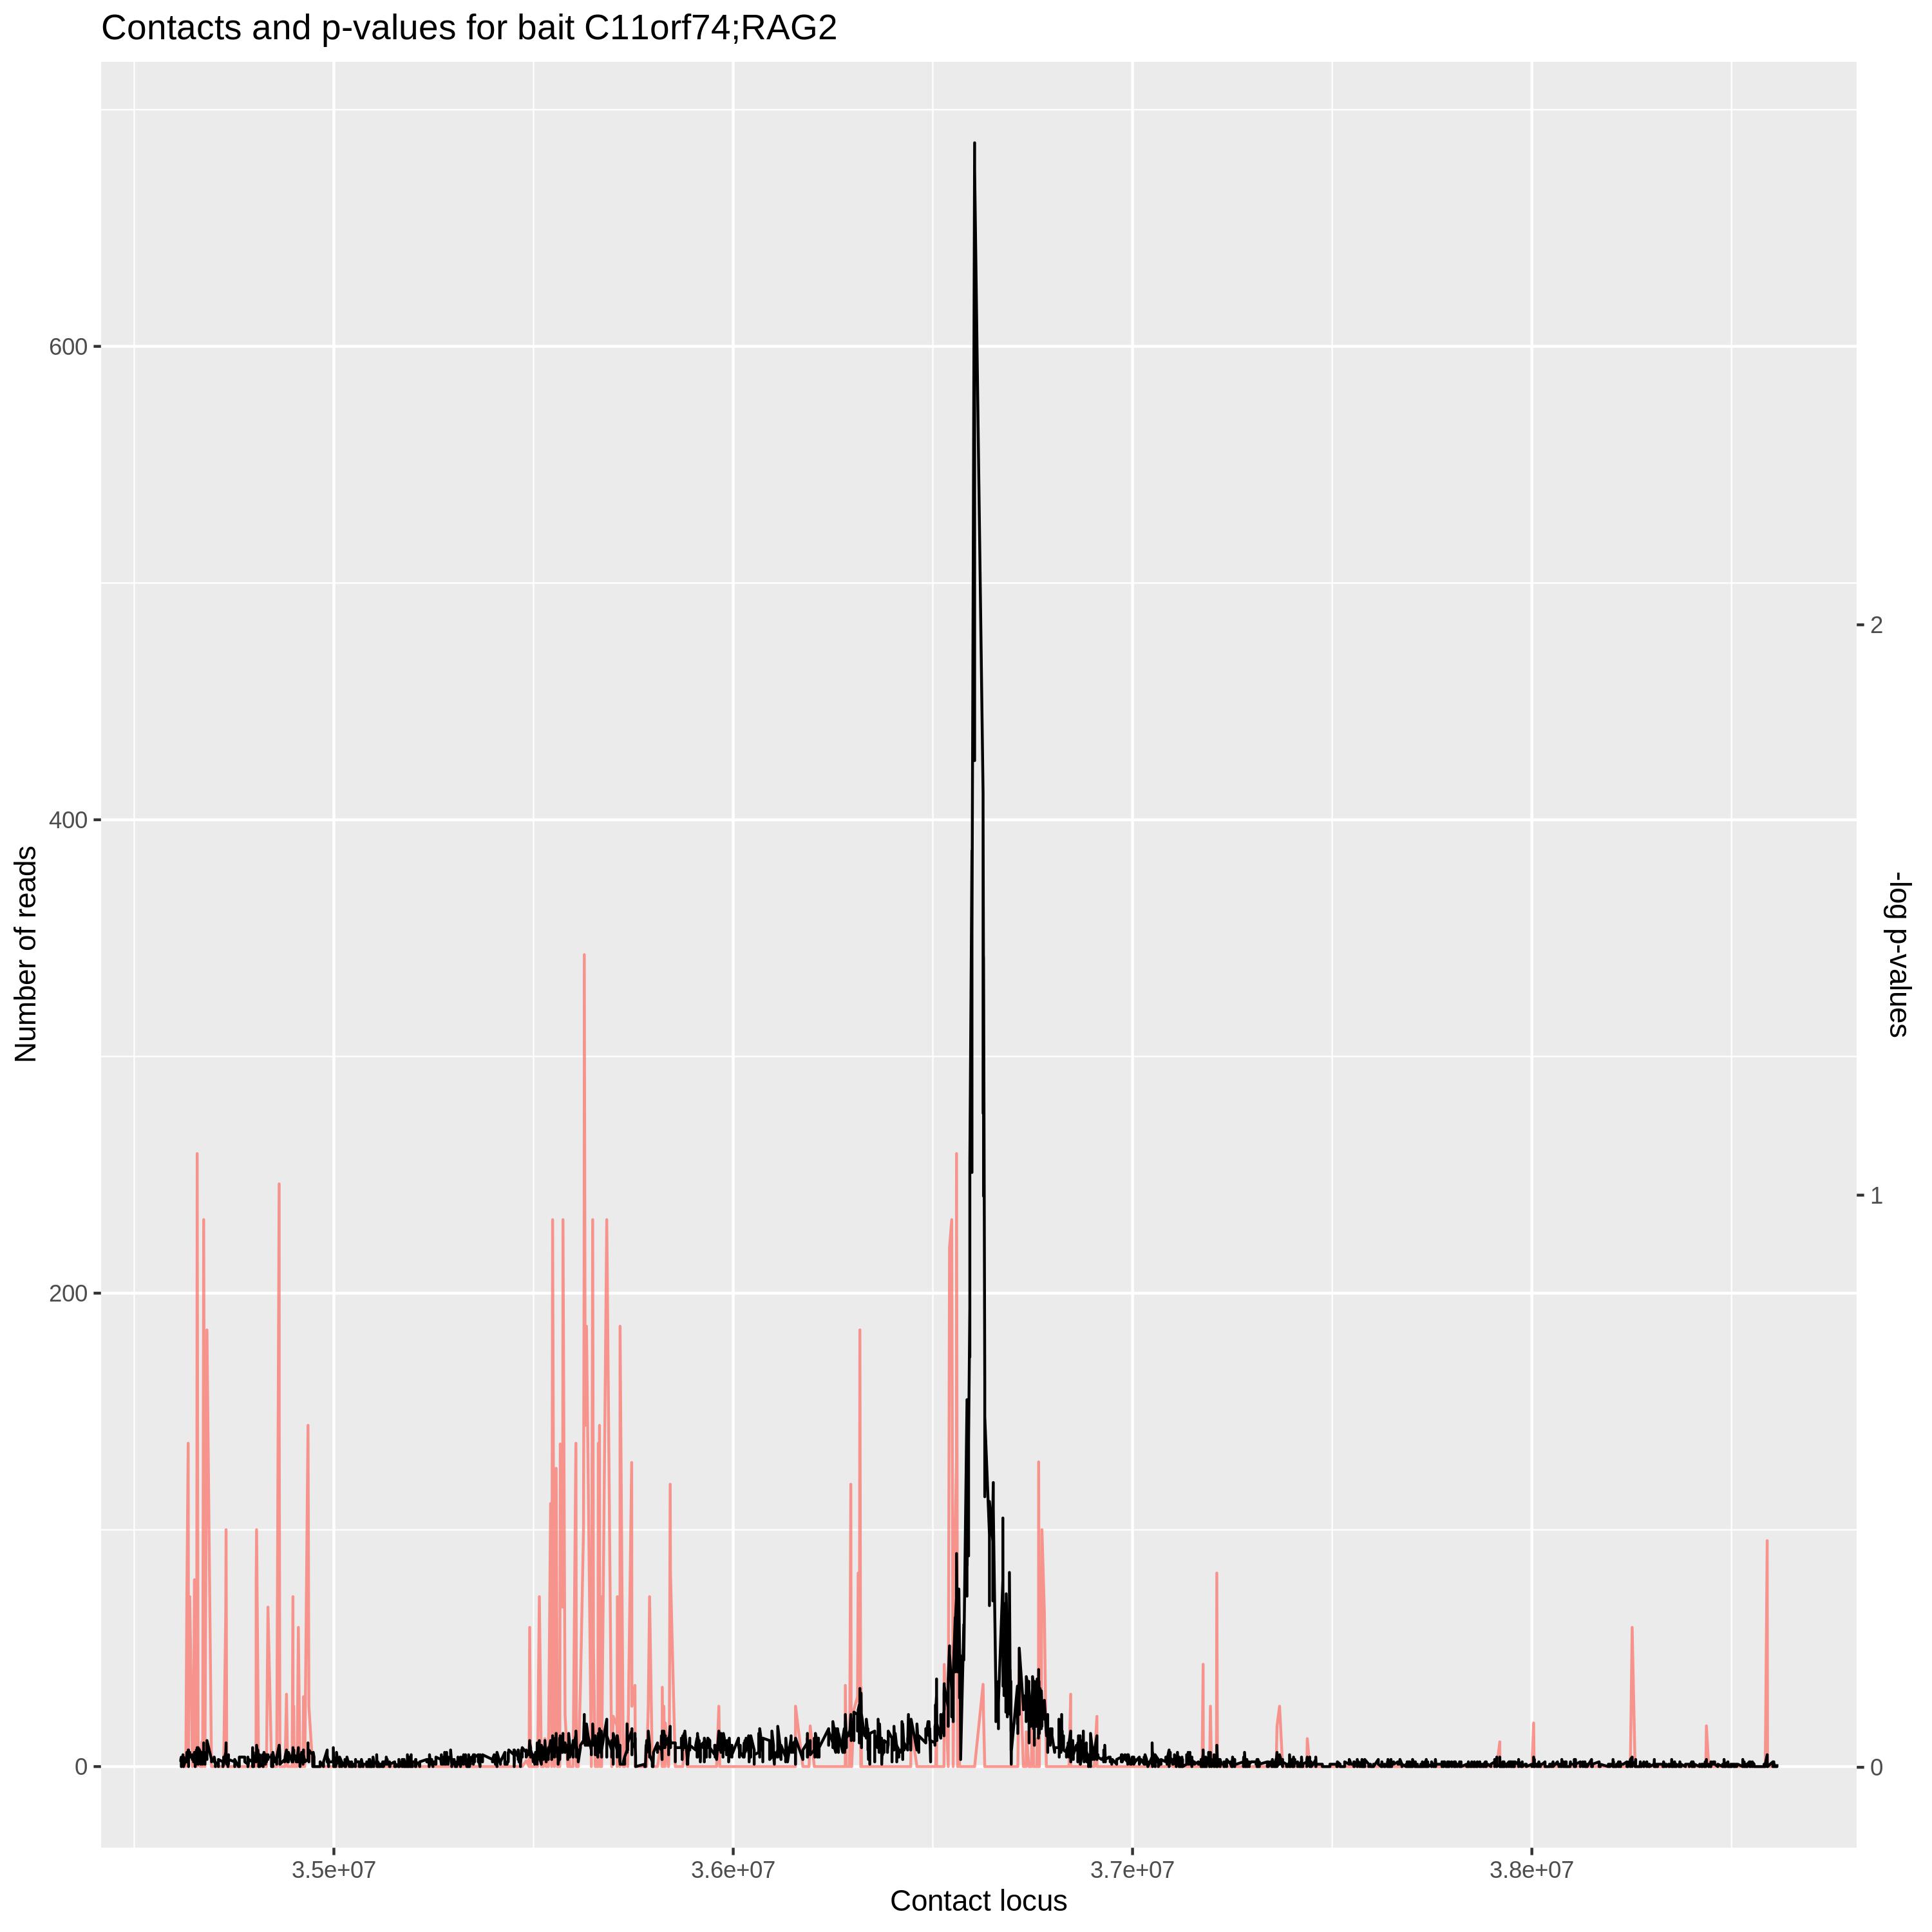 Contacts and p-values for bait C11orf74;RAG2
600
400
200
0
Number of reads
2
1
0
-log p-values
3.5e+07 3.6e+07 3.7e+07 3.8e+07
Contact locus